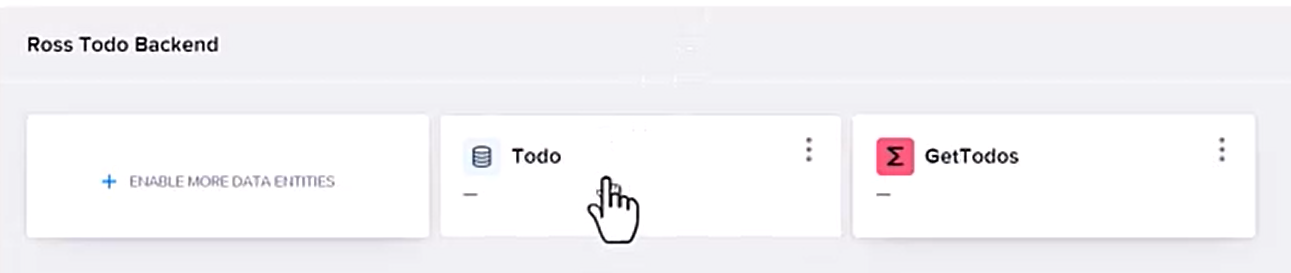 Ross Todo Backend
+ ENABLE MORE DATA ENTITIES
Todo
–
Σ GetTodos
–